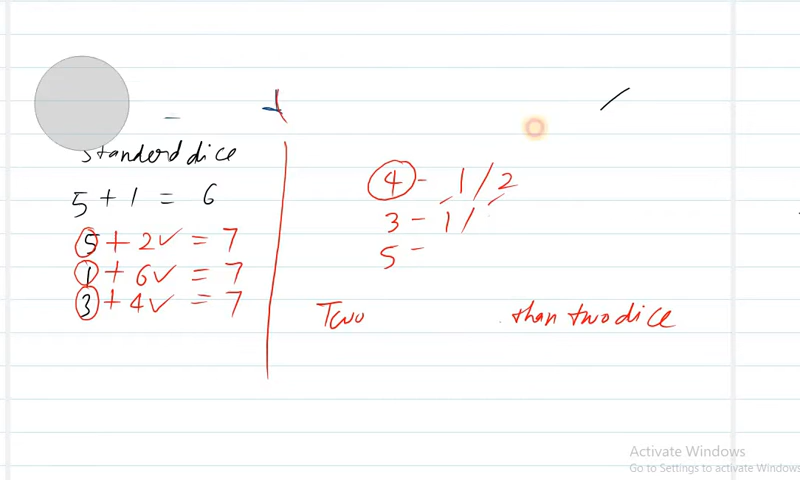 Standerd dice
5 + 1 = 6
5 + 2✓ = 7
1 + 6✓ = 7
3 + 4✓ = 7
4 - 1 / 2
3 - 1 /
5 =
Two than two dice
Activate Windows
Go to Settings to activate Windows